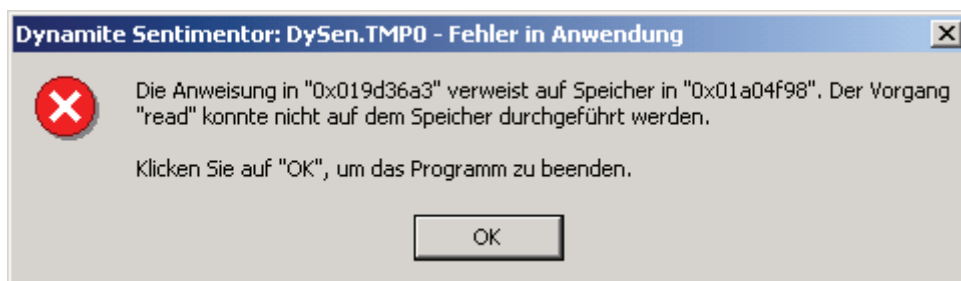 Dynamite Sentimentor: DySen.TMP0 - Fehler in Anwendung
Die Anweisung in "0x019d36a3" verweist auf Speicher in "0x01a04f98". Der Vorgang
"read" konnte nicht auf dem Speicher durchgeführt werden.
Klicken Sie auf "OK", um das Programm zu beenden.
OK